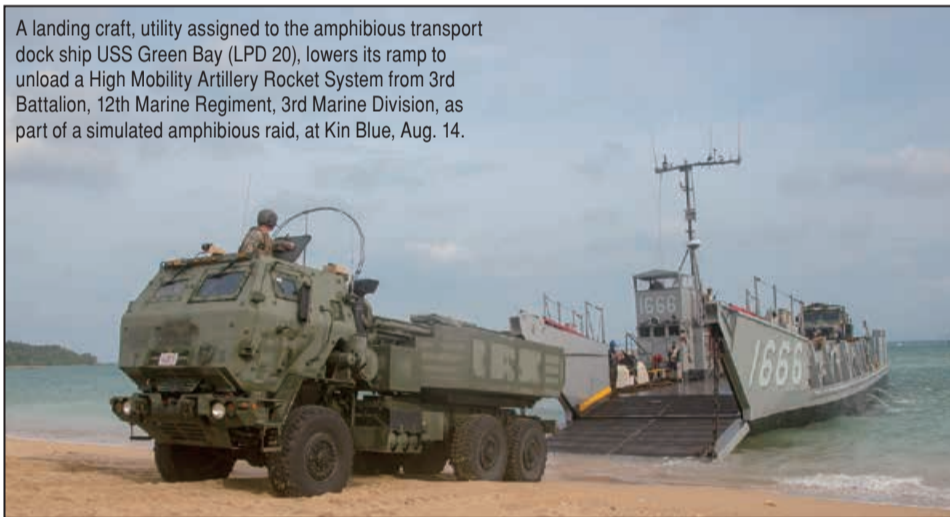 A landing craft, utility assigned to the amphibious transport
dock ship USS Green Bay (LPD 20), lowers its ramp to
unload a High Mobility Artillery Rocket System from 3rd
Battalion, 12th Marine Regiment, 3rd Marine Division, as
part of a simulated amphibious raid, at Kin Blue, Aug. 14.
1666
1666